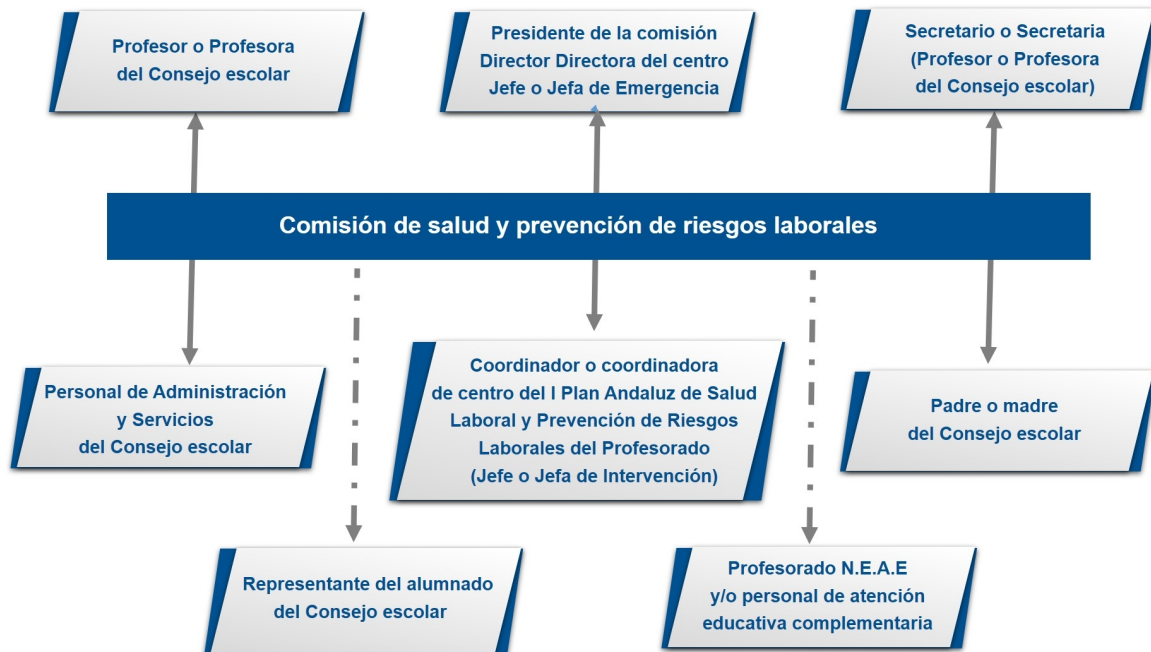 Profesor o Profesora
del Consejo escolar
Presidente de la comisión
Director Directora del centro
Jefe o Jefa de Emergencia
Secretario o Secretaria
(Profesor o Profesora
del Consejo escolar)
Comisión de salud y prevención de riesgos laborales
Personal de Administración
y Servicios
del Consejo escolar
Coordinador o coordinadora
de centro del I Plan Andaluz de Salud
Laboral y Prevención de Riesgos
Laborales del Profesorado
(Jefe o Jefa de Intervención)
Padre o madre
del Consejo escolar
Representante del alumnado
del Consejo escolar
Profesorado N.E.A.E
y/o personal de atención
educativa complementaria